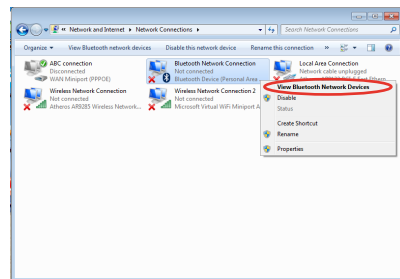 « Network and Internet ▸ Network Connections ▸
Search Network Connections
Organize
View Bluetooth network devices
Disable this network device
Rename this connection
»
ABC connection
Disconnected
WAN Miniport (PPPOE)
Bluetooth Network Connection
Not connected
Bluetooth Device (Personal Area ...
Local Area Connection
Network cable unplugged
Wireless Network Connection
Not connected
Atheros AR9285 Wireless Network...
Wireless Network Connection 2
Not connected
Microsoft Virtual WiFi Miniport A
View Bluetooth Network Devices
Disable
Status
Create Shortcut
Rename
Properties